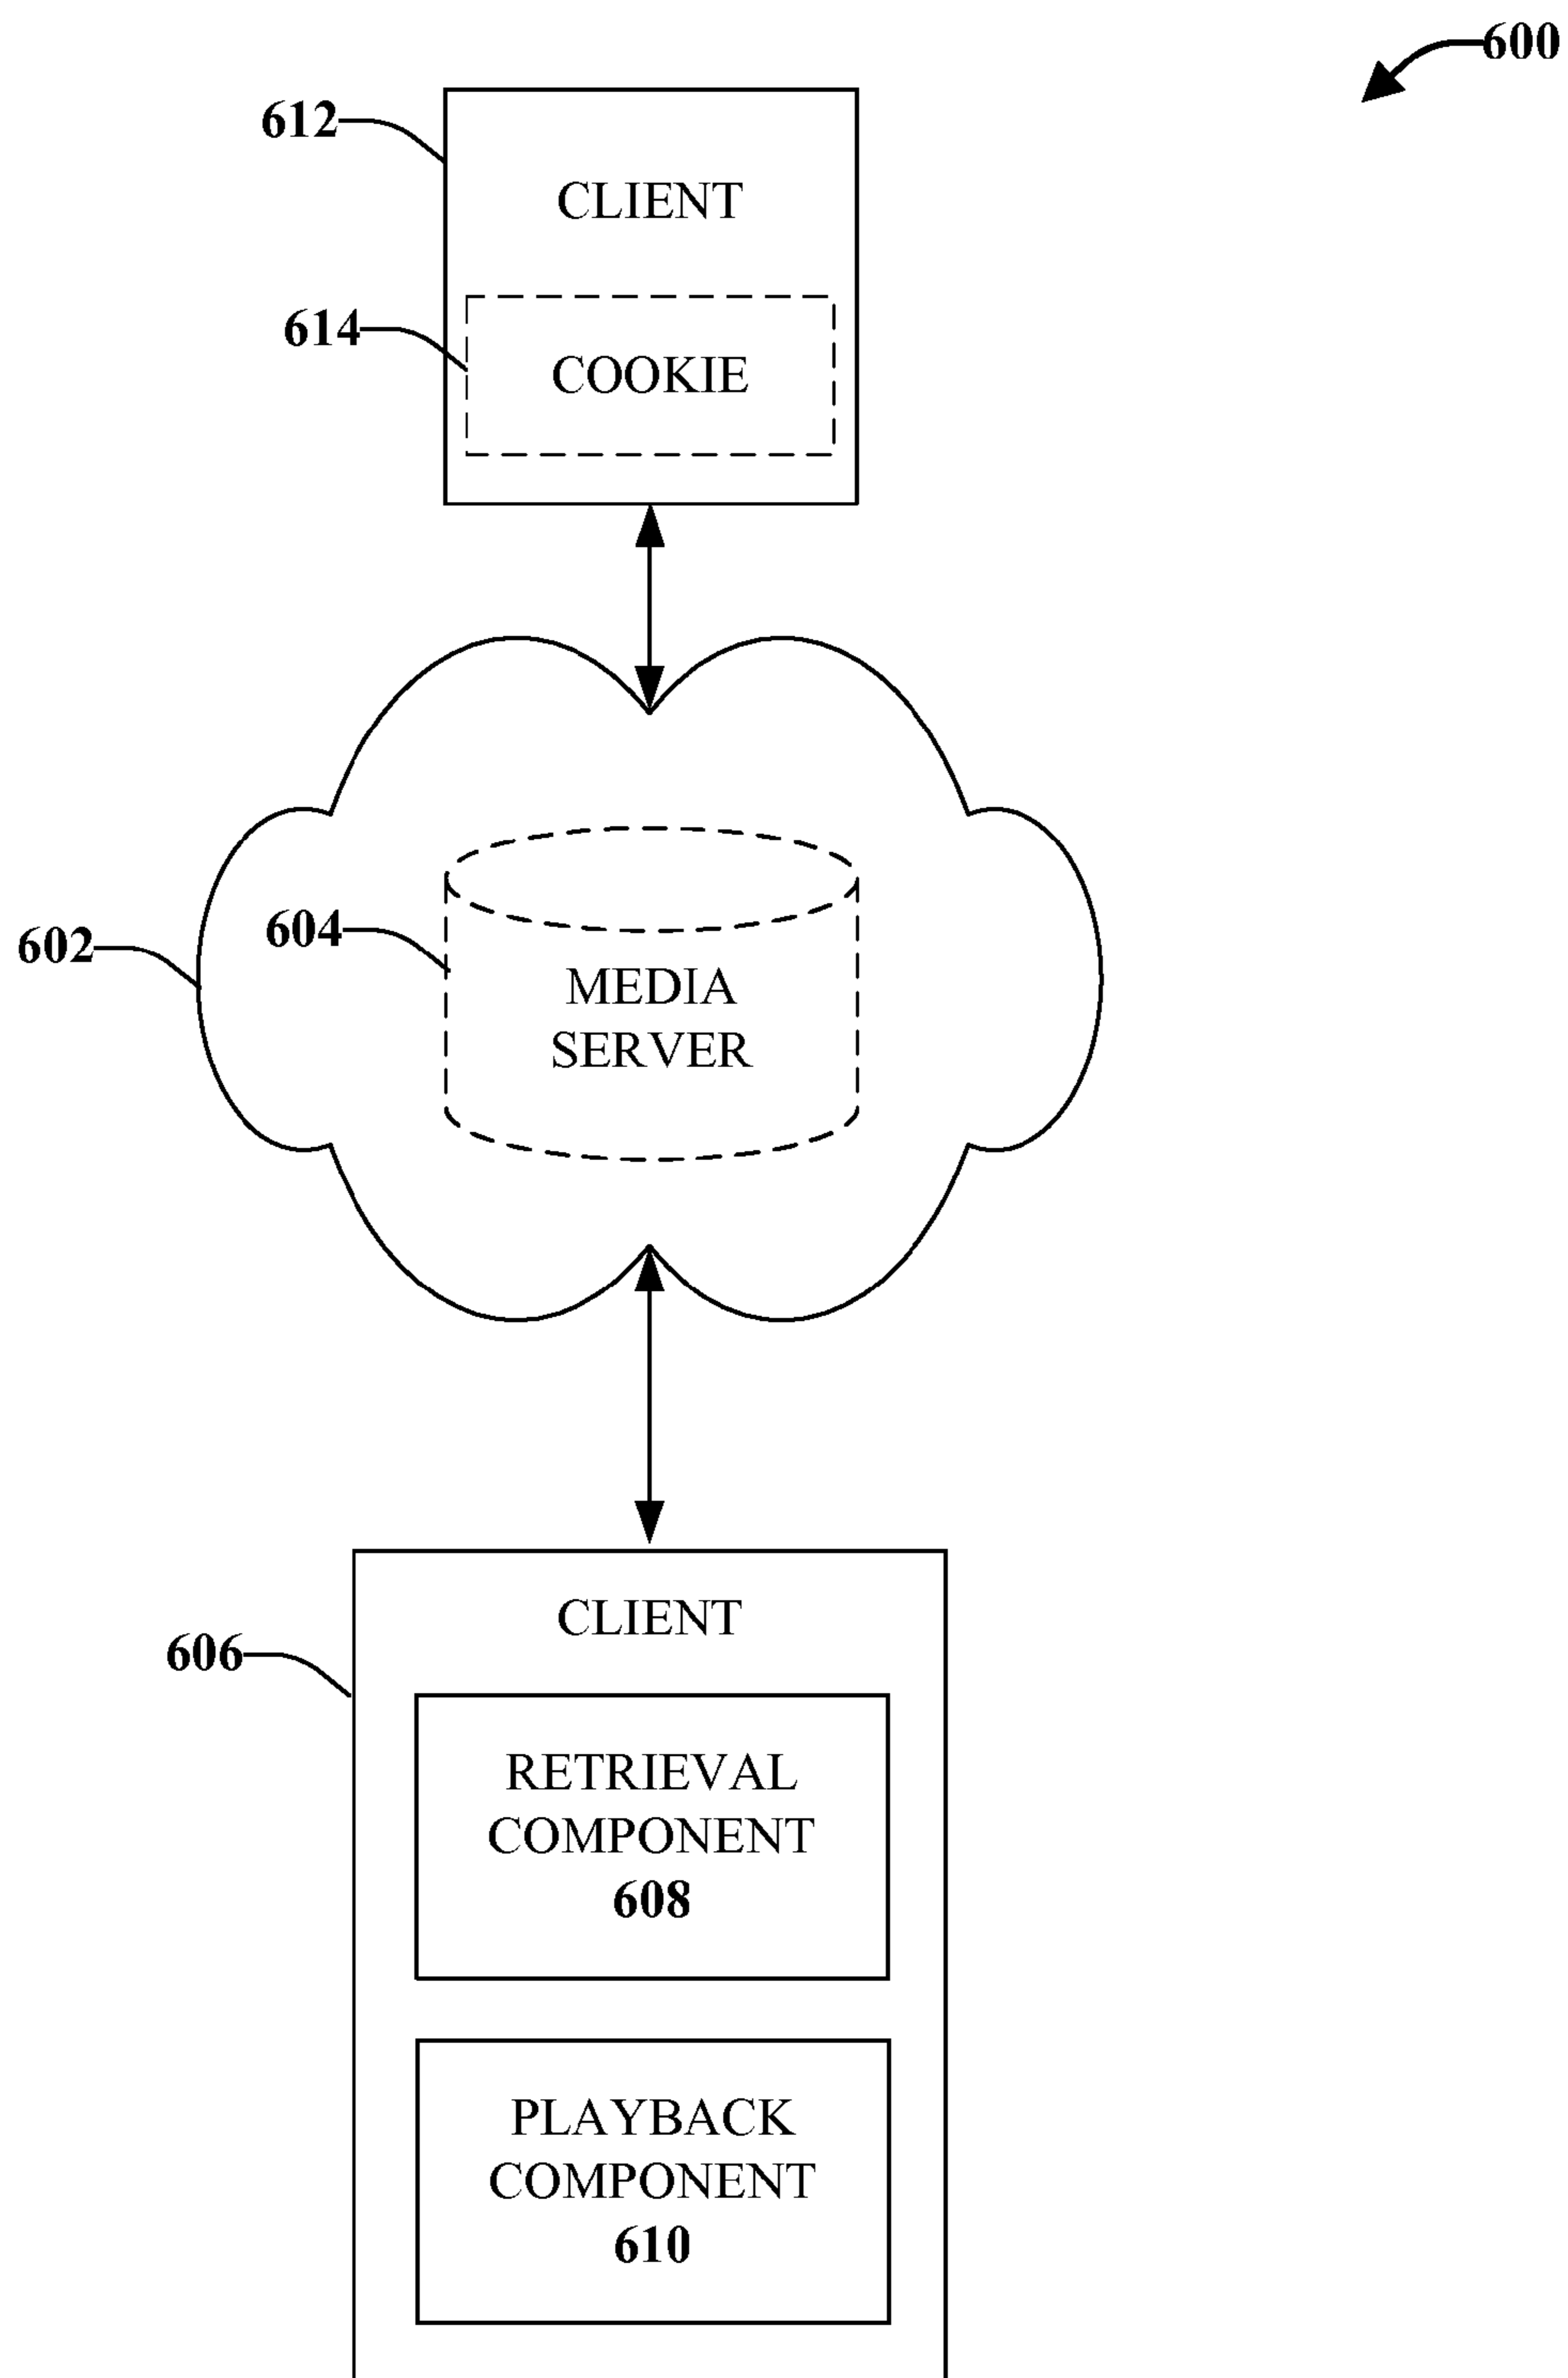 600
612
CLIENT
614
COOKIE
602
604
MEDIA
SERVER
CLIENT
606
RETRIEVAL
COMPONENT
608
PLAYBACK
COMPONENT
610